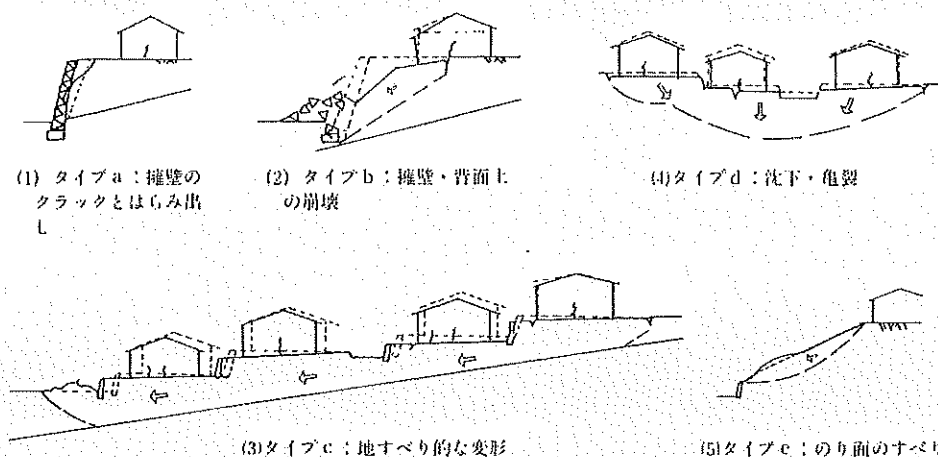 (1) タイプa:擁壁の
クラックとはらみ出
し
(2) タイプb:擁壁・背面土
の崩壊
(4)タイプd:沈下・亀裂
(3)タイプc:地すべり的な変形
(5)タイプe:のり面のすべり